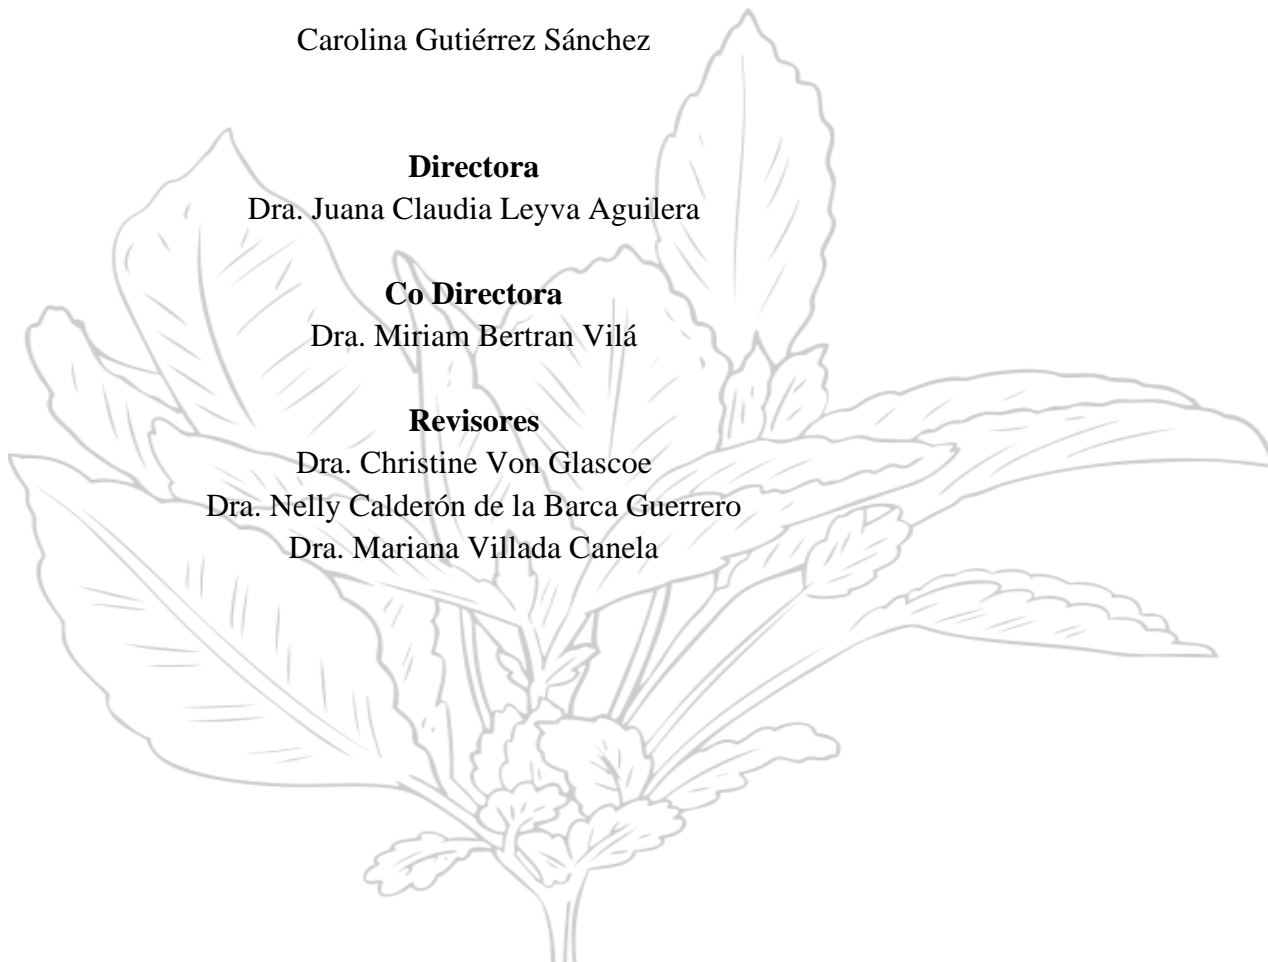 Carolina Gutiérrez Sánchez
Directora
Dra. Juana Claudia Leyva Aguilera
Co Directora
Dra. Miriam Bertran Vilá
Revisores
Dra. Christine Von Glascoe
Dra. Nelly Calderón de la Barca Guerrero
Dra. Mariana Villada Canela